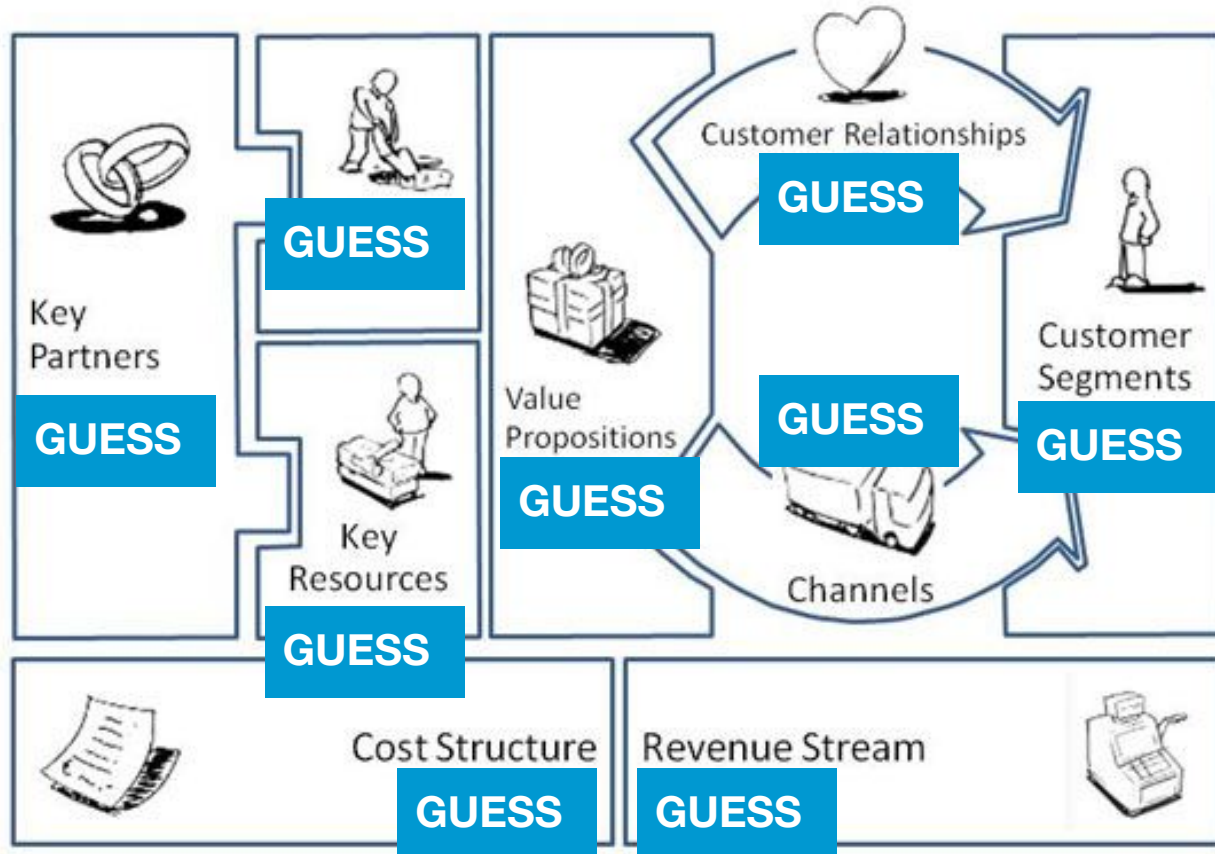 Key
Partners
GUESS
GUESS
Key
Resources
GUESS
Value
Propositions
GUESS
Customer Relationships
GUESS
GUESS
Channels
Customer
Segments
GUESS
Cost Structure
GUESS
Revenue Stream
GUESS